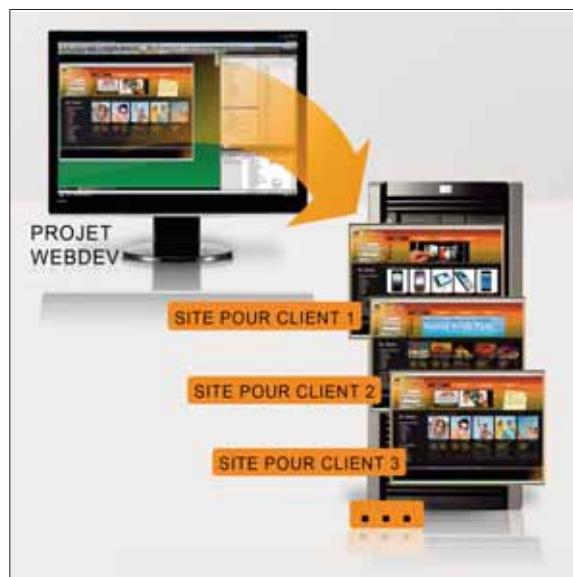 PROJET
WEBDEV
SITE POUR CLIENT 1
SITE POUR CLIENT 2
SITE POUR CLIENT 3